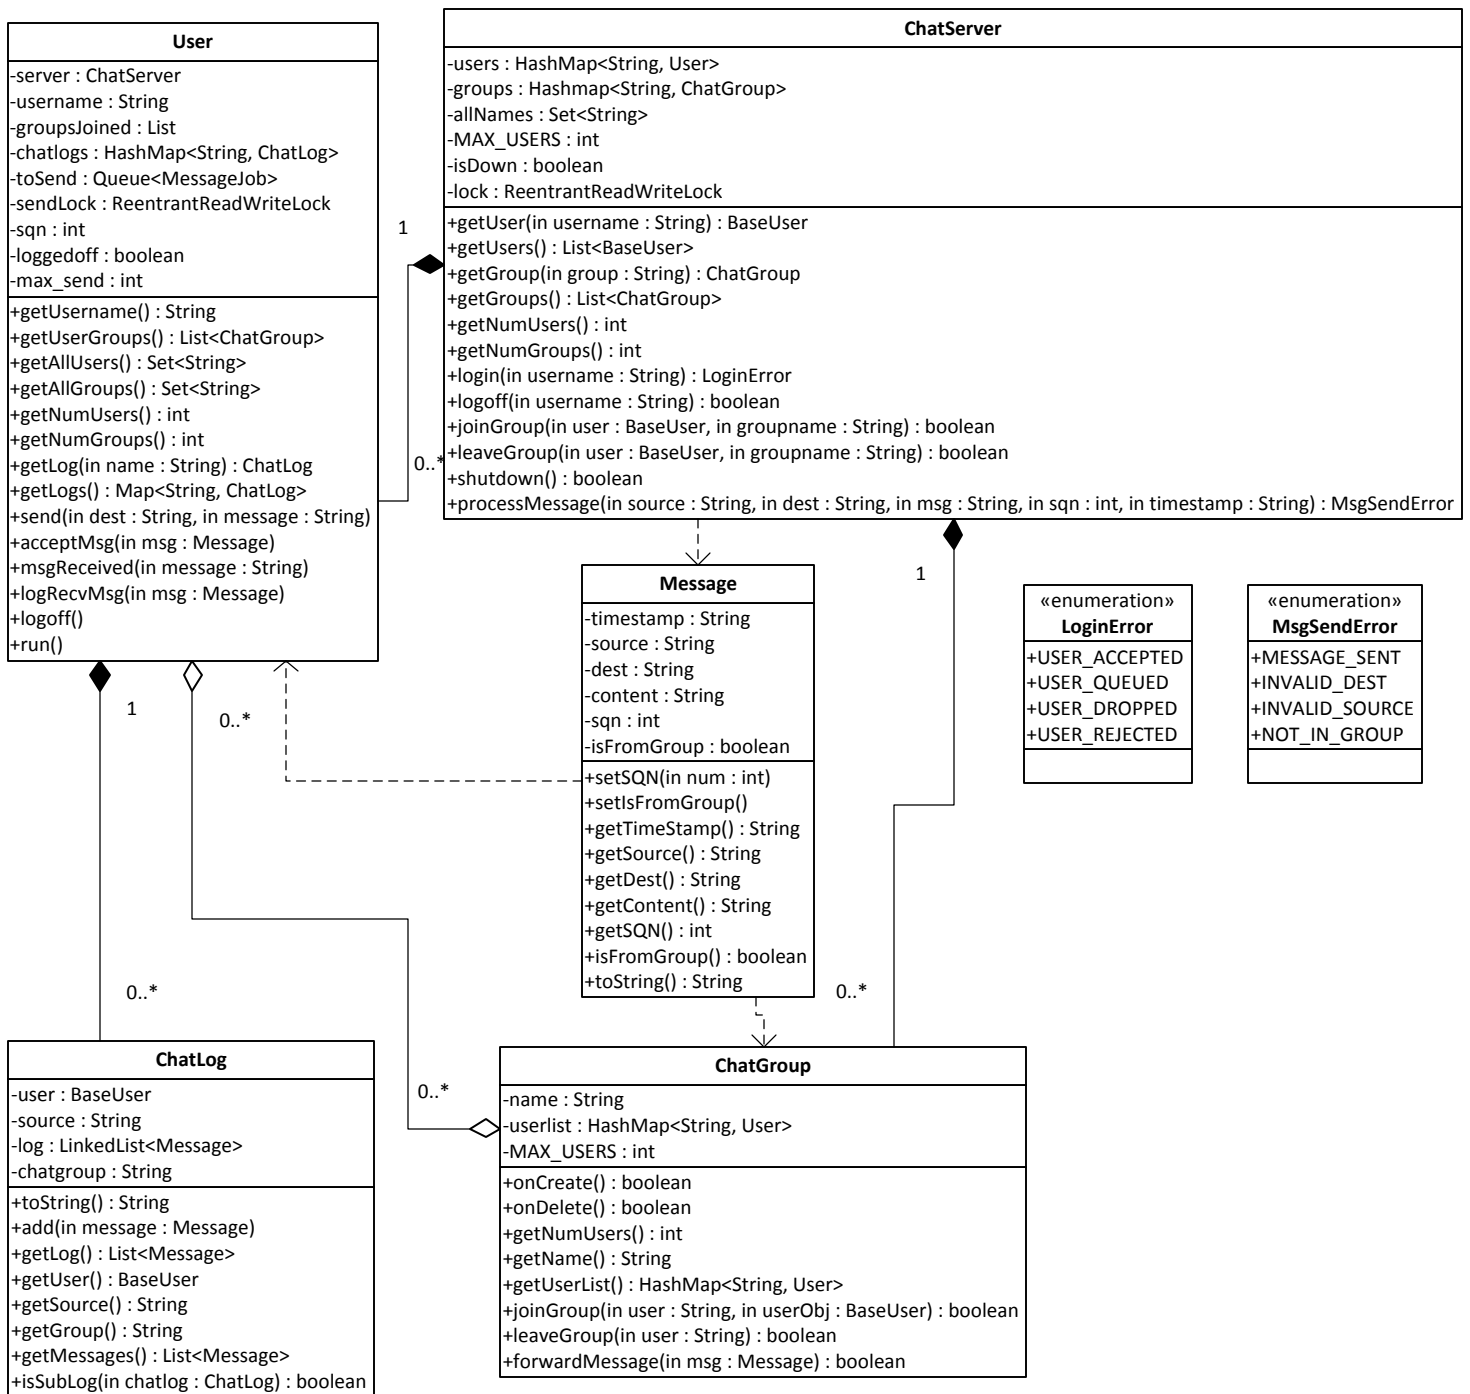 User
-server : ChatServer
-username : String
-groupsJoined : List
-chatlogs : HashMap<String, ChatLog>
-toSend : Queue<MessageJob>
-sendLock : ReentrantReadWriteLock
-sqn : int
-loggedoff : boolean
-max_send : int
+getUsername() : String
+getUserGroups() : List<ChatGroup>
+getAllUsers() : Set<String>
+getAllGroups() : Set<String>
+getNumUsers() : int
+getNumGroups() : int
+getLog(in name : String) : ChatLog
+getLogs() : Map<String, ChatLog>
+send(in dest : String, in message : String)
+acceptMsg(in msg : Message)
+msgReceived(in message : String)
+logRecvMsg(in msg : Message)
+logoff()
+run()
ChatServer
-users : HashMap<String, User>
-groups : Hashmap<String, ChatGroup>
-allNames : Set<String>
-MAX_USERS : int
-isDown : boolean
-lock : ReentrantReadWriteLock
+getUser(in username : String) : BaseUser
+getUsers() : List<BaseUser>
+getGroup(in group : String) : ChatGroup
+getGroups() : List<ChatGroup>
+getNumUsers() : int
+getNumGroups() : int
+login(in username : String) : LoginError
+logoff(in username : String) : boolean
+joinGroup(in user : BaseUser, in groupname : String) : boolean
+leaveGroup(in user : BaseUser, in groupname : String) : boolean
+shutdown() : boolean
+processMessage(in source : String, in dest : String, in msg : String, in sqn : int, in timestamp : String) : MsgSendError
1
0..*
Message
-timestamp : String
-source : String
-dest : String
-content : String
-sqn : int
-isFromGroup : boolean
+setSQN(in num : int)
+setIsFromGroup()
+getTimeStamp() : String
+getSource() : String
+getDest() : String
+getContent() : String
+getSQN() : int
+isFromGroup() : boolean
+toString() : String
1
0..*
«enumeration»
LoginError
+USER_ACCEPTED
+USER_QUEUED
+USER_DROPPED
+USER_REJECTED
«enumeration»
MsgSendError
+MESSAGE_SENT
+INVALID_DEST
+INVALID_SOURCE
+NOT_IN_GROUP
1
0..*
0..*
0..*
ChatLog
-user : BaseUser
-source : String
-log : LinkedList<Message>
-chatgroup : String
+toString() : String
+add(in message : Message)
+getLog() : List<Message>
+getUser() : BaseUser
+getSource() : String
+getGroup() : String
+getMessages() : List<Message>
+isSubLog(in chatlog : ChatLog) : boolean
ChatGroup
-name : String
-userlist : HashMap<String, User>
-MAX_USERS : int
+onCreate() : boolean
+onDelete() : boolean
+getNumUsers() : int
+getName() : String
+getUserList() : HashMap<String, User>
+joinGroup(in user : String, in userObj : BaseUser) : boolean
+leaveGroup(in user : String) : boolean
+forwardMessage(in msg : Message) : boolean